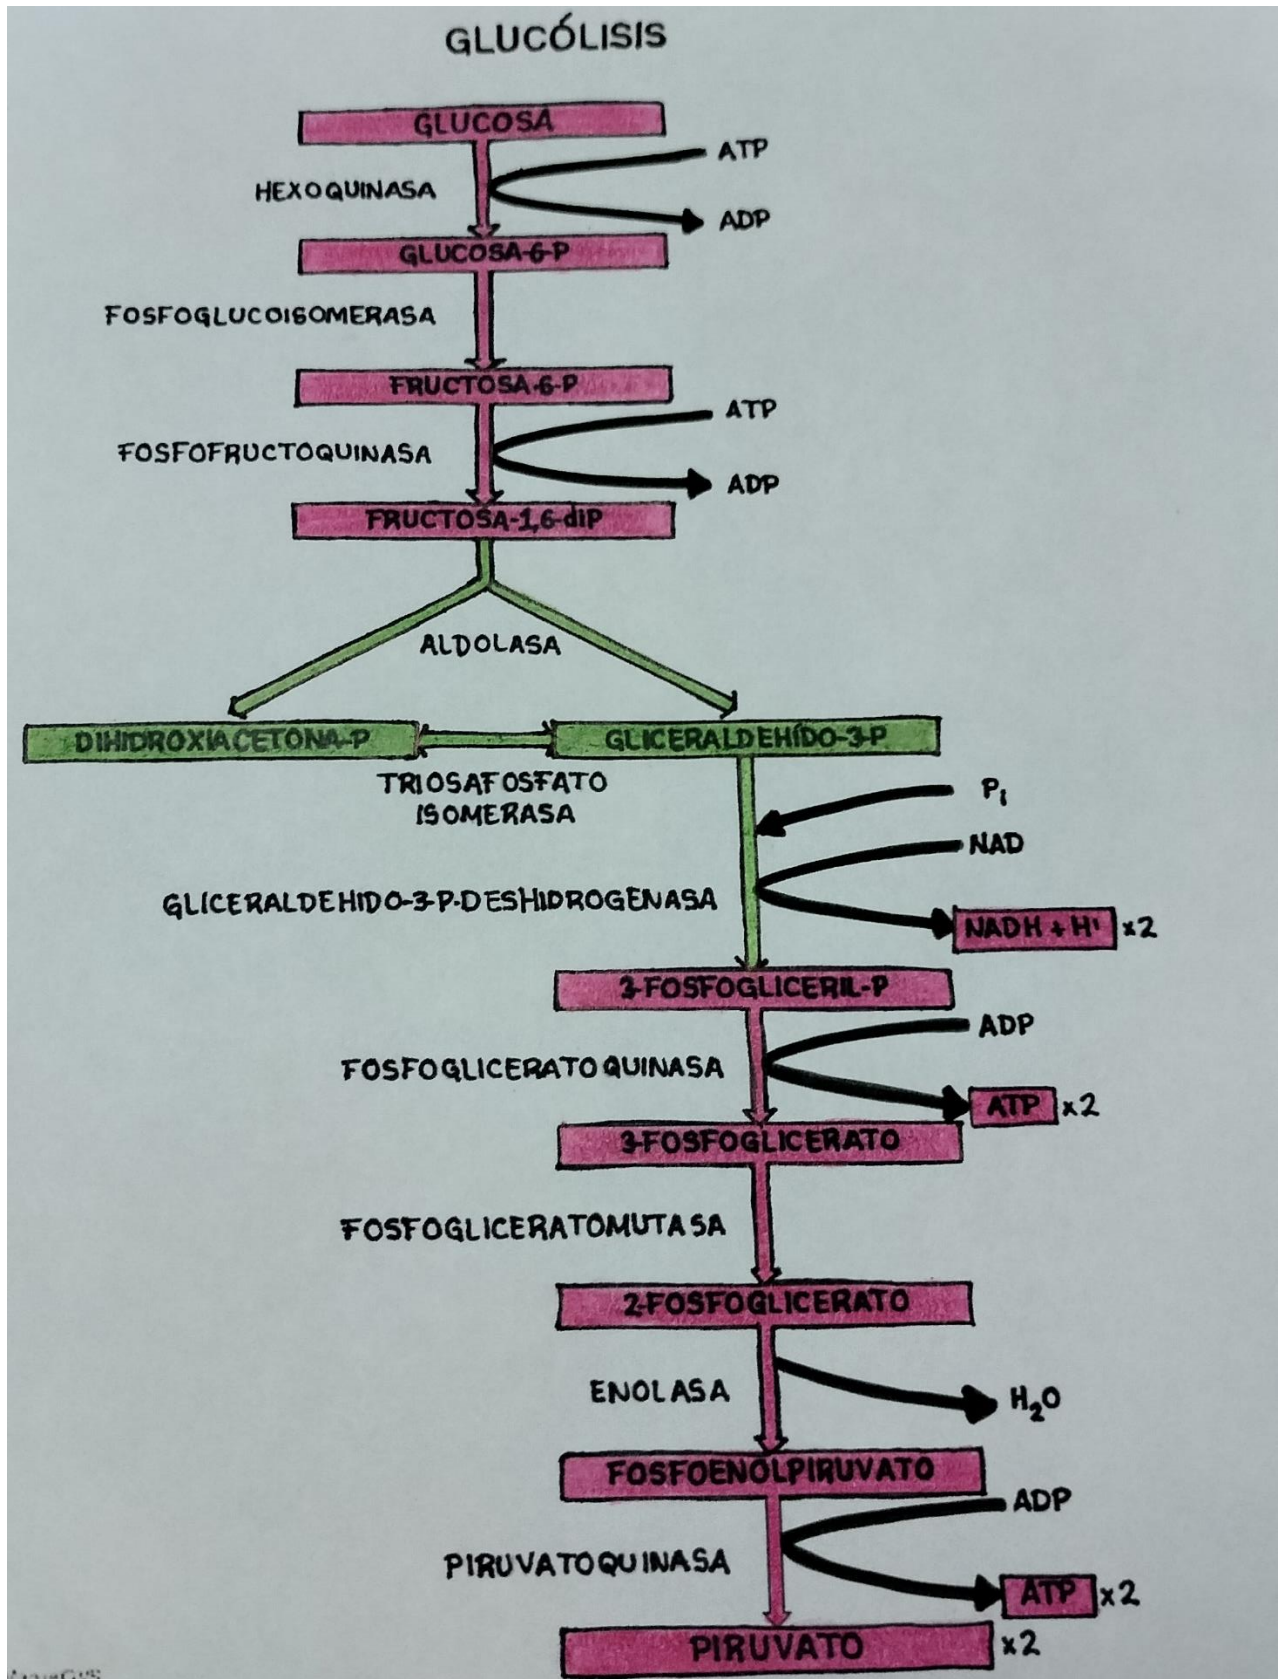 GLUCÓLISIS
GLUCOSA
ATP
HEXOQUINASA
ADP
GLUCOSA-6-P
FOSFOGLUCOISOMERASA
FRUCTOSA-6-P
ATP
FOSFOFRUCTOQUINASA
ADP
FRUCTOSA-1,6-diP
ALDOLASA
DIHIDROXIACETONA-P
GLICERALDEHÍDO-3-P
TRIOSAFOSFATO
ISOMERASA
Pi
NAD
GLICERALDEHIDO-3-P-DESHIDROGENASA
NADH + H+ x2
3-FOSFOGLICERIL-P
ADP
FOSFOGLICERATO QUINASA
ATP x2
3-FOSFOGLICERATO
FOSFOGLICERATOMUTASA
2-FOSFOGLICERATO
ENOLASA
H₂O
FOSFOENOLPIRUVATO
ADP
PIRUVATOQUINASA
ATP x2
PIRUVATO x2